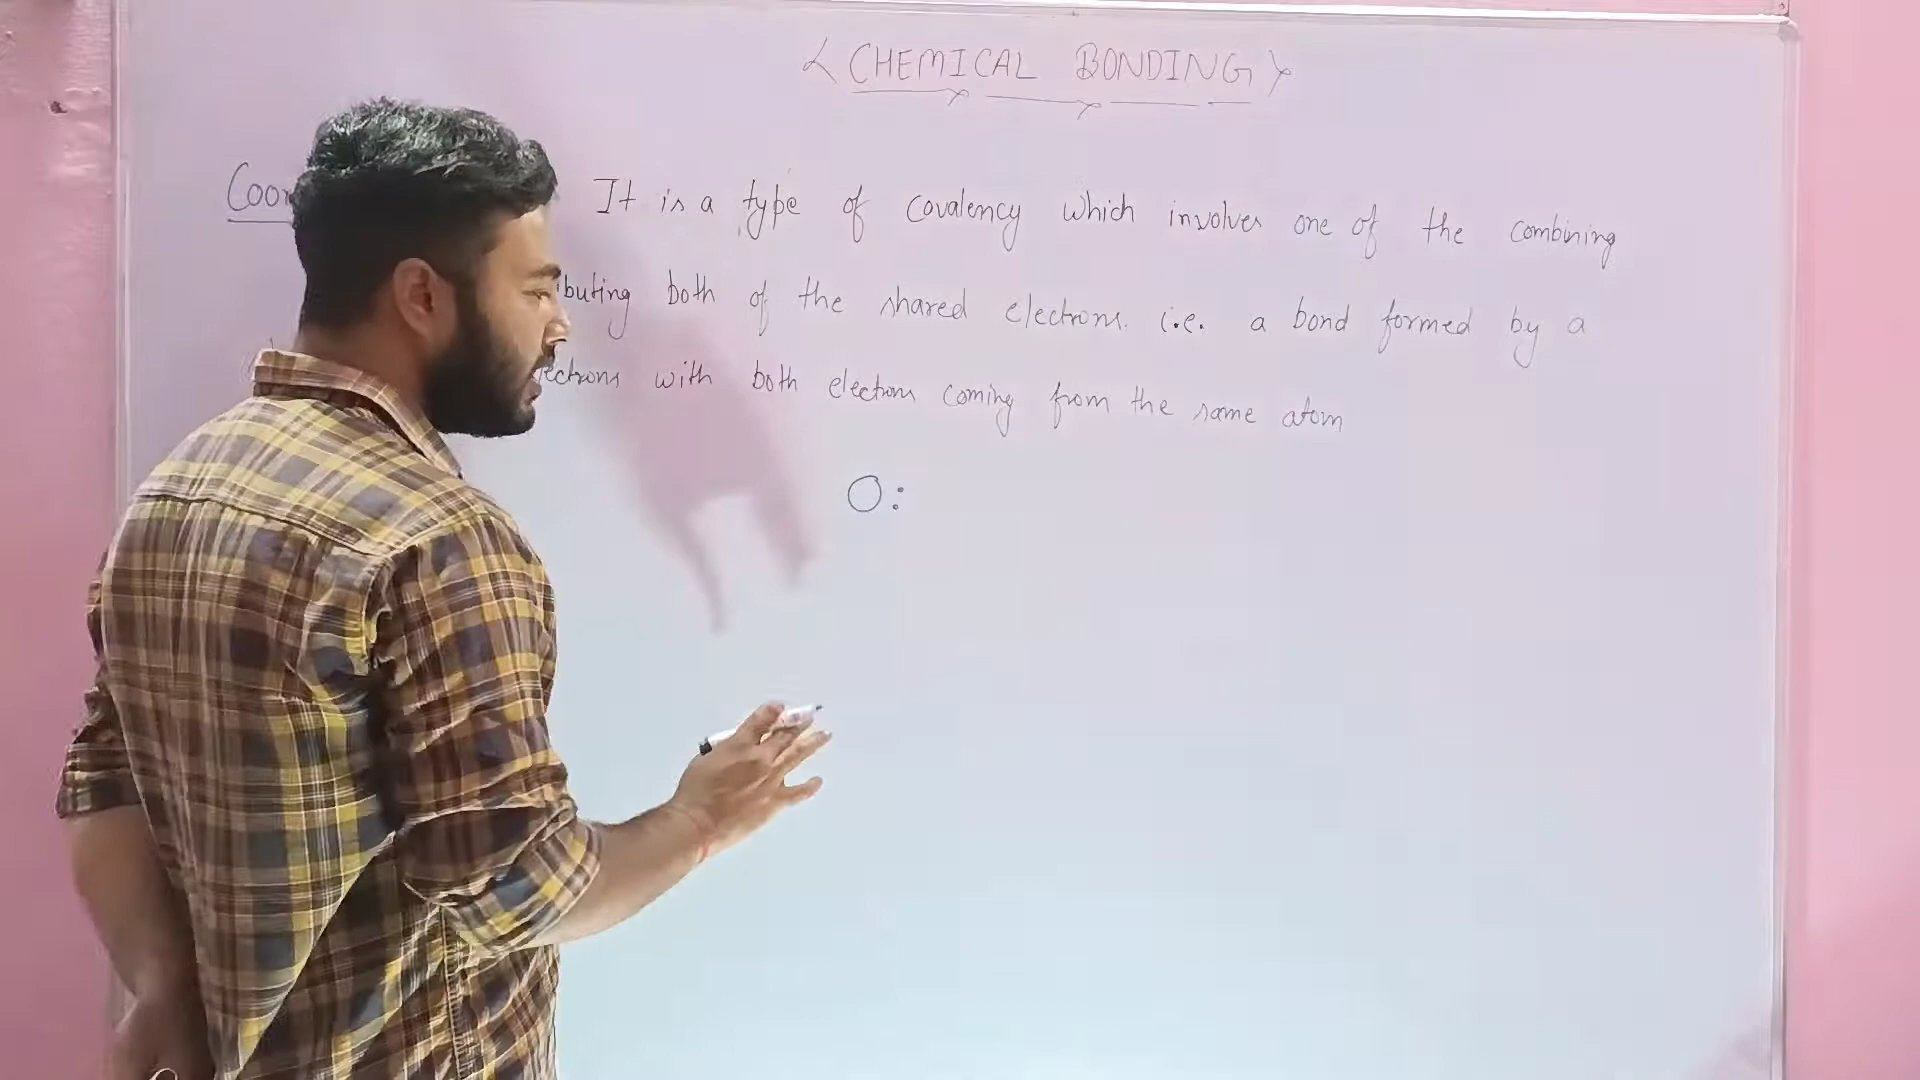 < CHEMICAL BONDING >
Coor It is a type of covalency which involves one of the combining
buting both of the shared electrons. i.e. a bond formed by a
ectrons with both electrons coming from the same atom
O: